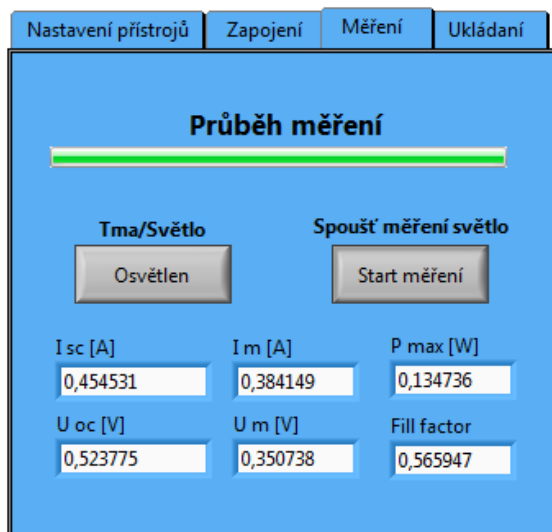 Nastavení přístrojů Zapojení Měření Ukládaní
Průběh měření
Tma/Světlo Spoušť měření světlo
Osvětlen Start měření
I sc [A] I m [A] P max [W]
0,454531 0,384149 0,134736
U oc [V] U m [V] Fill factor
0,523775 0,350738 0,565947